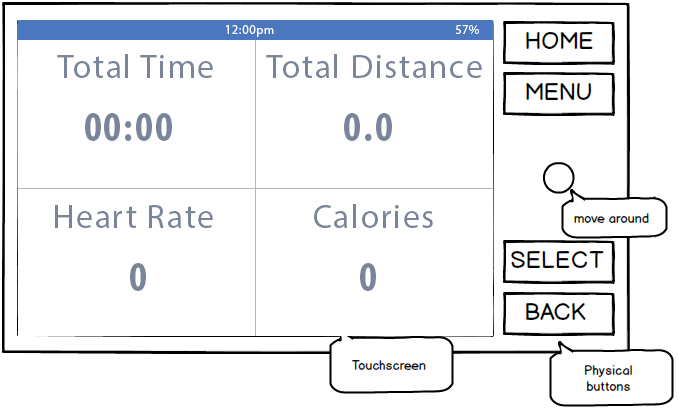 12:00pm 57%
Total Time
00:00
Total Distance
0.0
Heart Rate
0
Calories
0
HOME
MENU
move around
SELECT
BACK
Touchscreen
Physical
buttons